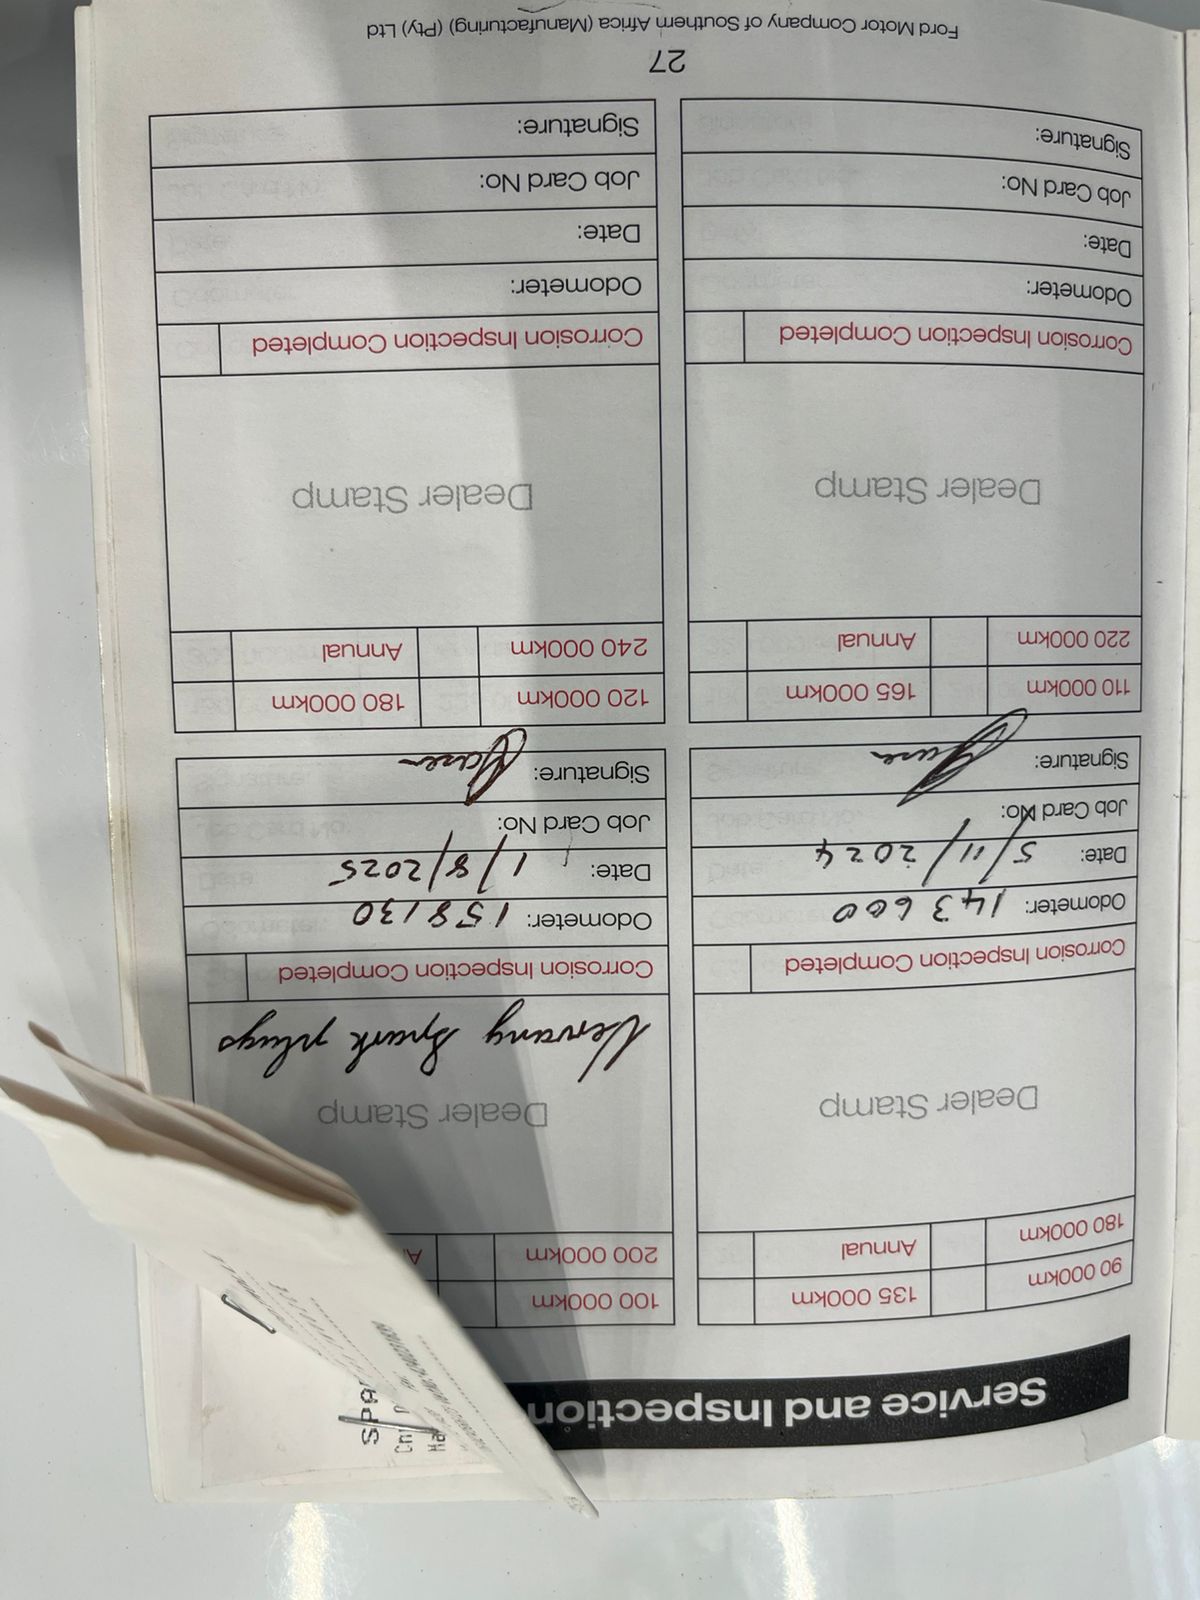 Service and Inspection
90 000km
135 000km
180 000km
Annual
Dealer Stamp
Corrosion Inspection Completed
Odometer: 143600
Date: 5/11/2024
Job Card No:
Signature:
100 000km
200 000km
Dealer Stamp
Spark plugs
Corrosion Inspection Completed
Odometer: 158130
Date: 1/8/2025
Job Card No:
Signature:
110 000km
165 000km
220 000km
Annual
Dealer Stamp
Corrosion Inspection Completed
Odometer:
Date:
Job Card No:
Signature:
120 000km
180 000km
240 000km
Annual
Dealer Stamp
Corrosion Inspection Completed
Odometer:
Date:
Job Card No:
Signature:
27
Ford Motor Company of Southern Africa (Manufacturing) (Pty) Ltd